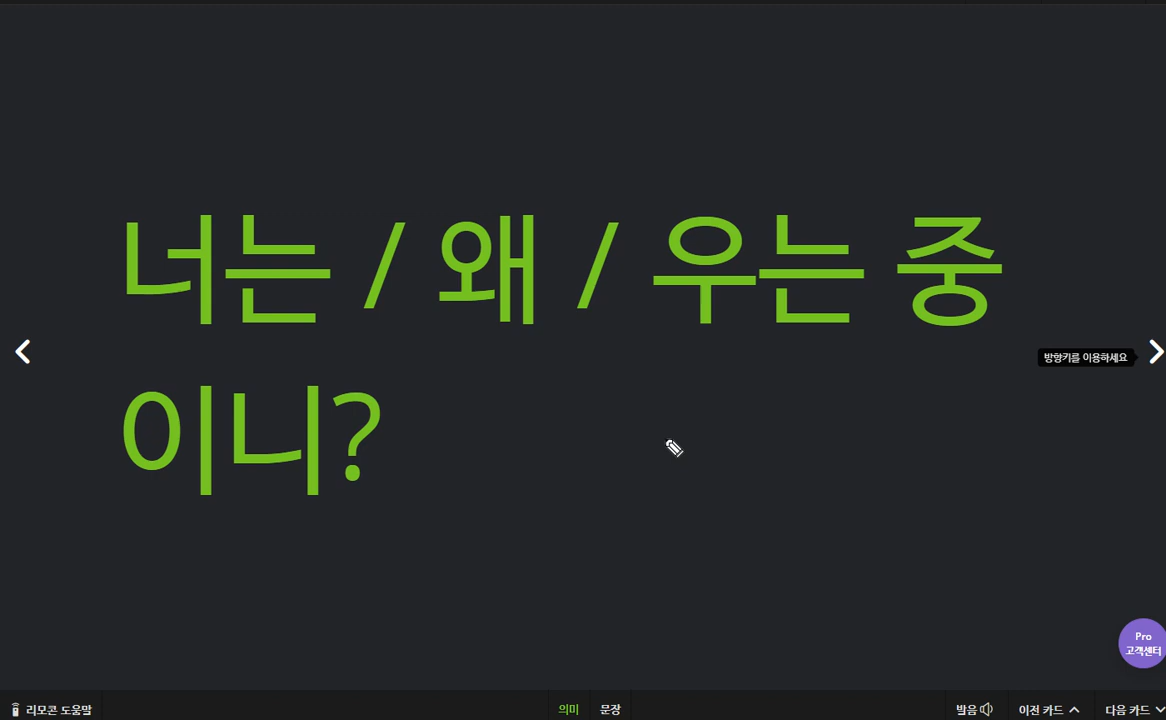 너는 / 왜 / 우는 중
이니?
방향키를 이용하세요
Pro
고객센터
리모콘 도움말
의미
문장
발음
이전 카드
다음 카드